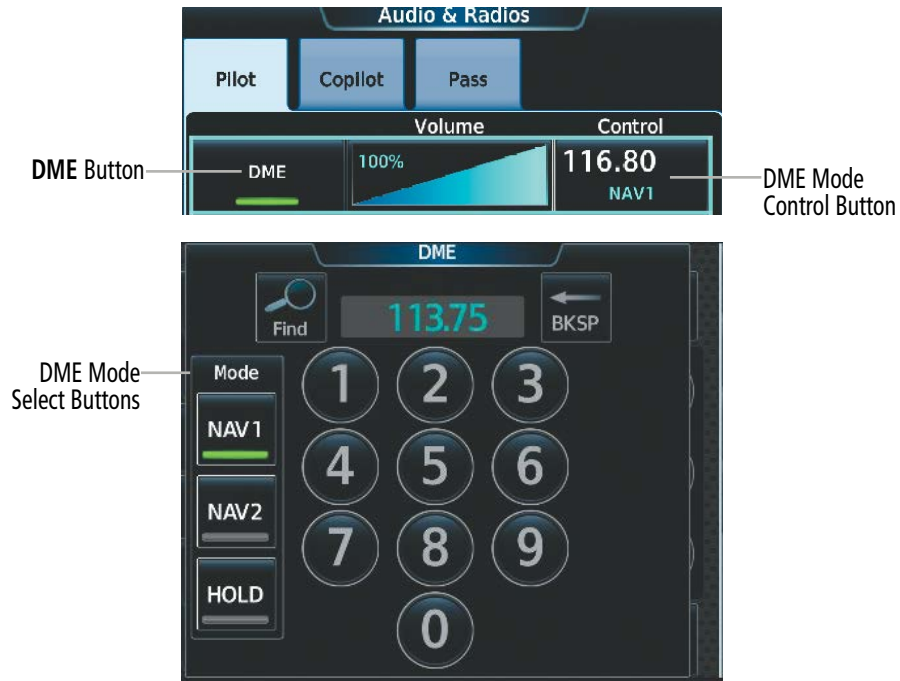 Audio & Radios
Pilot Copilot Pass
Volume Control
DME Button
DME
100%
116.80
NAV1
DME Mode
Control Button
DME
Find
113.75
BKSP
DME Mode
Select Buttons
Mode
NAV1
NAV2
HOLD
1 2 3
4 5 6
7 8 9
0